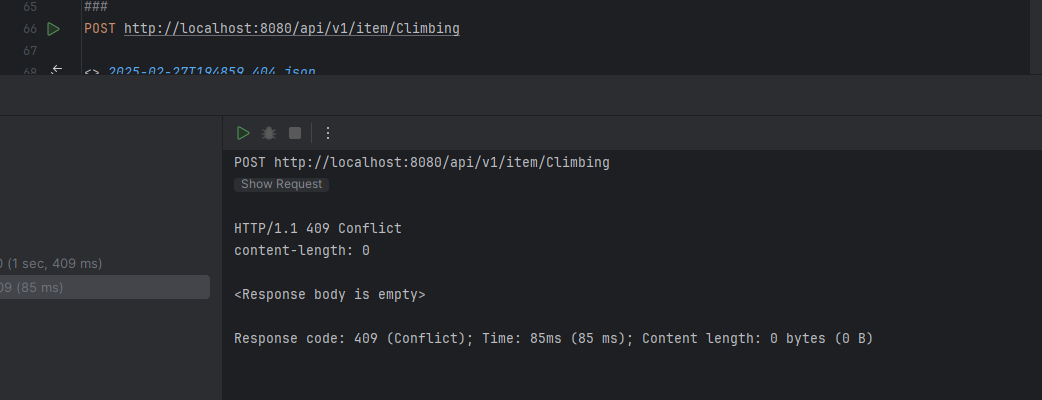 65 ###
66 POST http://localhost:8080/api/v1/item/Climbing
67
68 <> 2025-02-27T194859.404.json
POST http://localhost:8080/api/v1/item/Climbing
Show Request
HTTP/1.1 409 Conflict
content-length: 0
(1 sec, 409 ms)
<Response body is empty>
09 (85 ms)
Response code: 409 (Conflict); Time: 85ms (85 ms); Content length: 0 bytes (0 B)